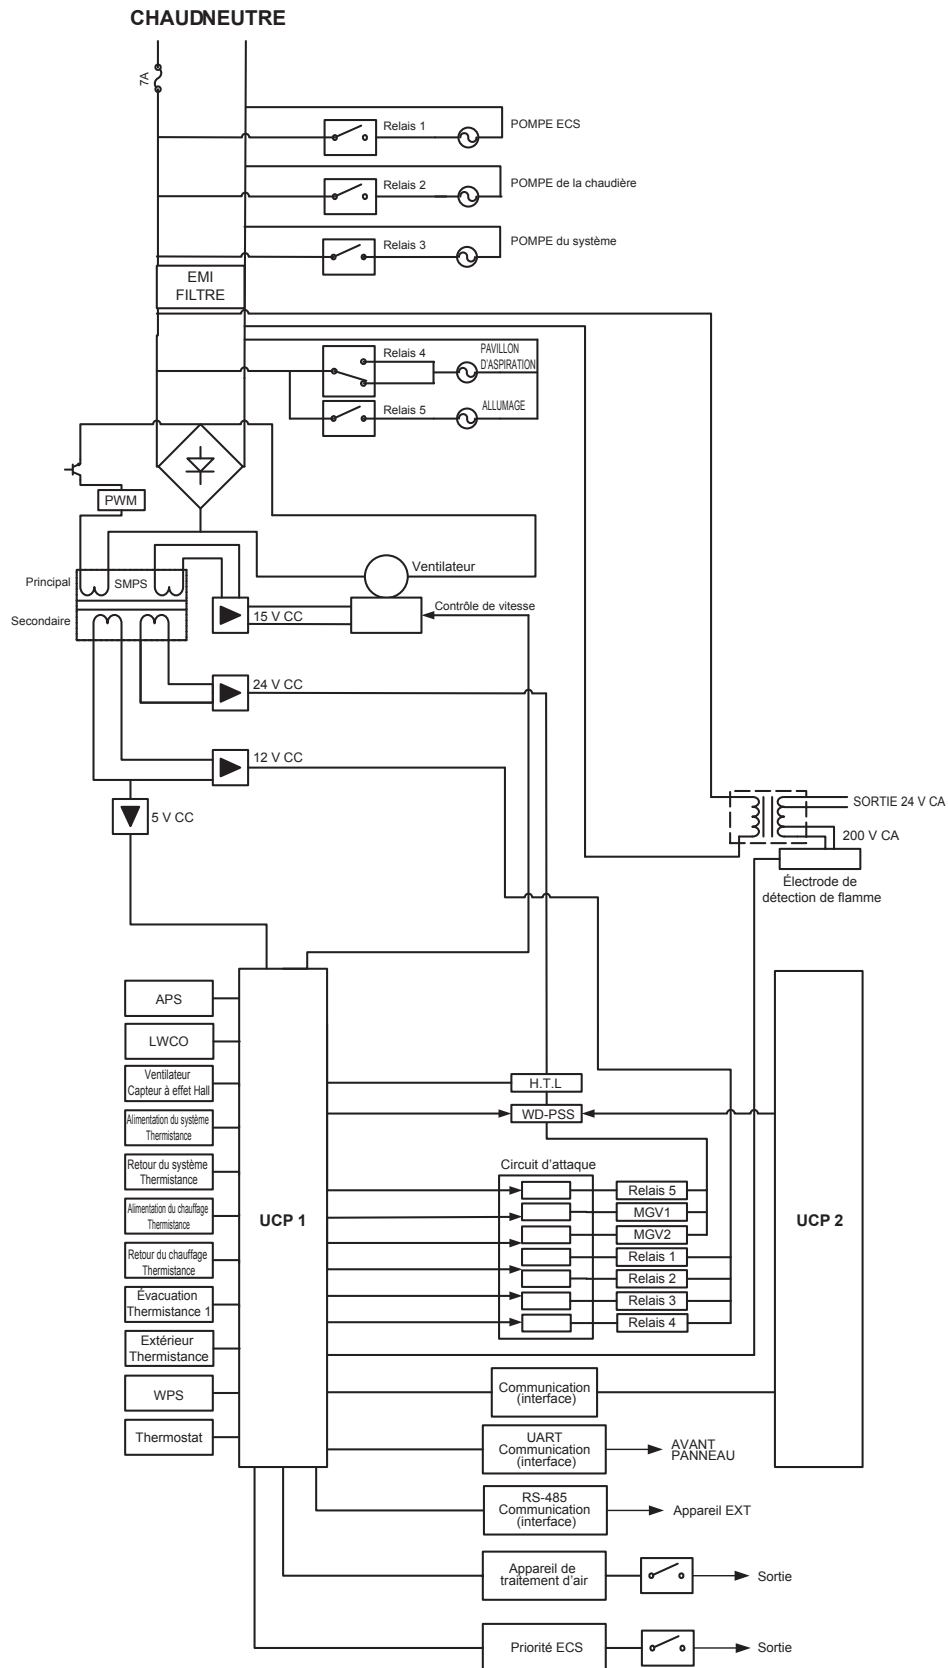 CHAUDNEUTRE
7A
Relais 1
POMPE ECS
Relais 2
POMPE de la chaudière
Relais 3
POMPE du système
EMI
FILTRE
Relais 4
PAVILLON
D'ASPIRATION
Relais 5
ALLUMAGE
PWM
Ventilateur
Principal
SMPS
Contrôle de vitesse
Secondaire
15 V CC
24 V CC
12 V CC
5 V CC
SORTIE 24 V CA
200 V CA
Électrode de
détection de flamme
APS
LWCO
Ventilateur
Capteur à effet Hall
Alimentation du système
Thermistance
Retour du système
Thermistance
Alimentation du chauffage
Thermistance
Retour du chauffage
Thermistance
Évacuation
Thermistance 1
Extérieur
Thermistance
WPS
Thermostat
UCP 1
H.T.L
WD-PSS
Circuit d'attaque
Relais 5
MGV1
MGV2
Relais 1
Relais 2
Relais 3
Relais 4
UCP 2
Communication
(interface)
UART
Communication
(interface)
AVANT
PANNEAU
RS-485
Communication
(interface)
Appareil EXT
Appareil de
traitement d'air
Sortie
Priorité ECS
Sortie